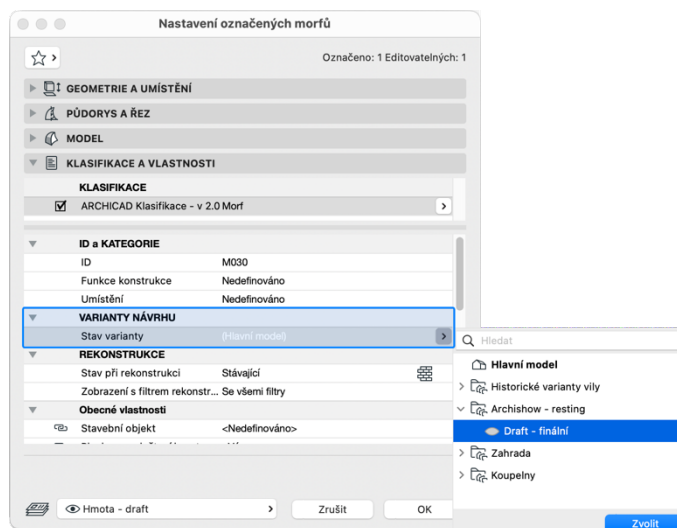 Nastavení označených morfů
Označeno: 1 Editovatelných: 1
GEOMETRIE A UMÍSTĚNÍ
PŮDORYS A ŘEZ
MODEL
KLASIFIKACE A VLASTNOSTI
KLASIFIKACE
ARCHICAD Klasifikace - v 2.0 Morf
ID a KATEGORIE
ID M030
Funkce konstrukce Nedefinováno
Umístění Nedefinováno
VARIANTY NÁVRHU
Stav varianty (Hlavní model)
REKONSTRUKCE
Stav při rekonstrukci Stávající
Zobrazení s filtrem rekonstr... Se všemi filtry
Obecné vlastnosti
Stavební objekt <Nedefinováno>
Hmota - draft
Zrušit
OK
Hledat
Hlavní model
Historické varianty vily
Archishow - resting
Draft - finální
Zahrada
Koupelny
Zvolit